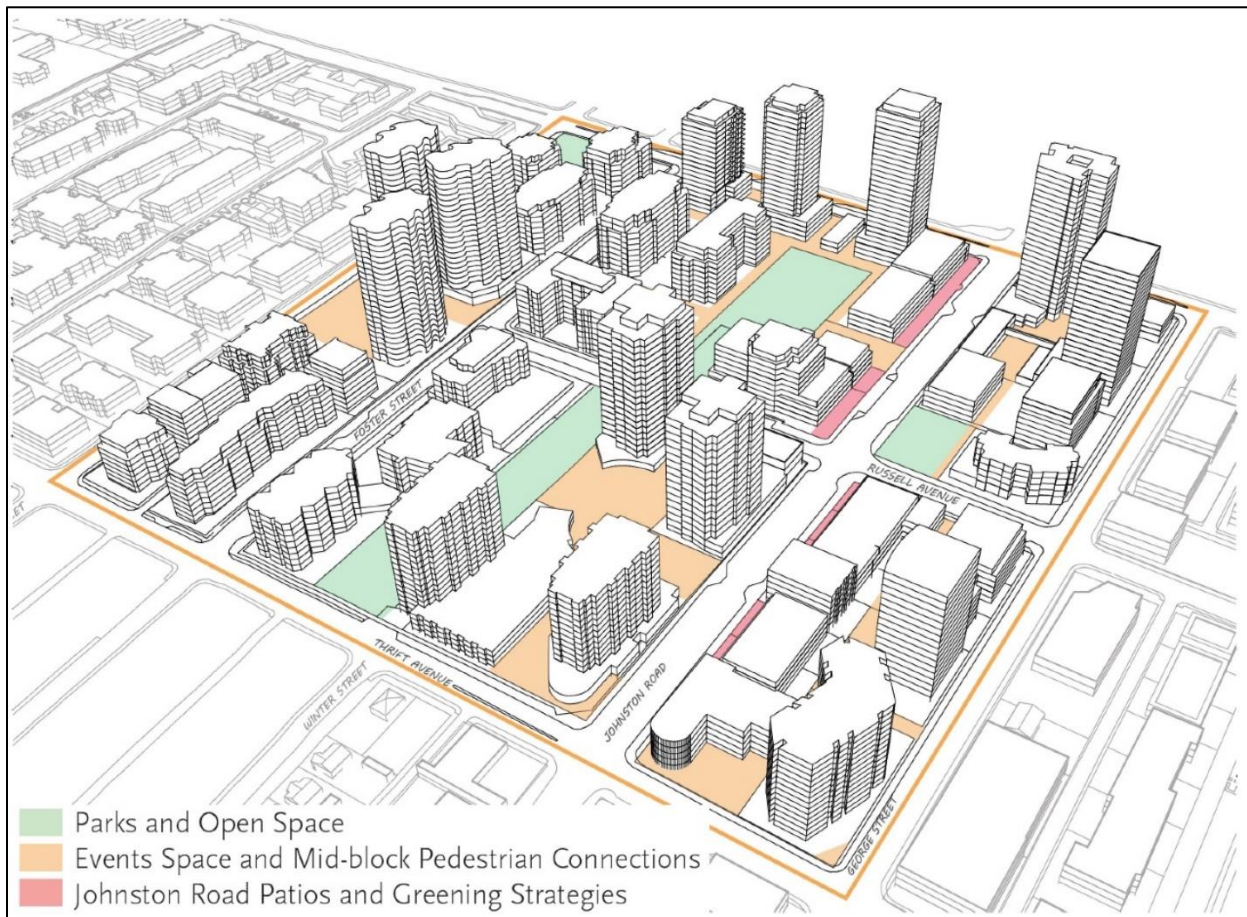 FOSTER STREET
RUSSELL AVENUE
THRIFT AVENUE
WINTER STREET
JOHNSTON ROAD
GEORGE STREET
Parks and Open Space
Events Space and Mid-block Pedestrian Connections
Johnston Road Patios and Greening Strategies